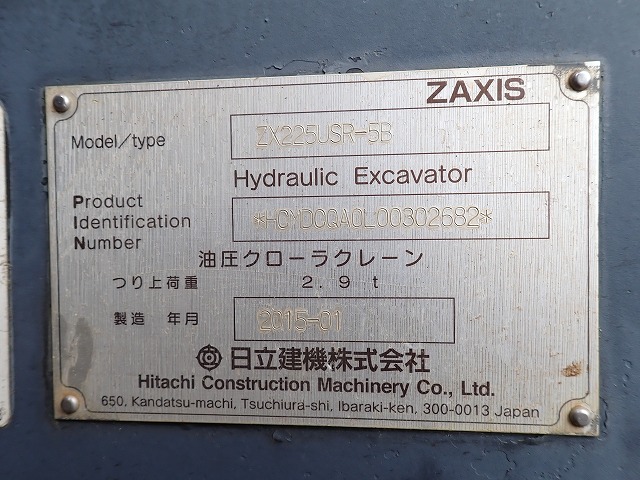 ZAXIS
Model/type ZX225USR-5B
Hydraulic Excavator
Product
Identification
Number
*HCMDQQA0L00302682*
油圧クローラクレーン
つり上荷重 2.9 t
製造 年月 2015-01
日立建機株式会社
Hitachi Construction Machinery Co., Ltd.
650, Kandatsu-machi, Tsuchiura-shi, Ibaraki-ken, 300-0013 Japan